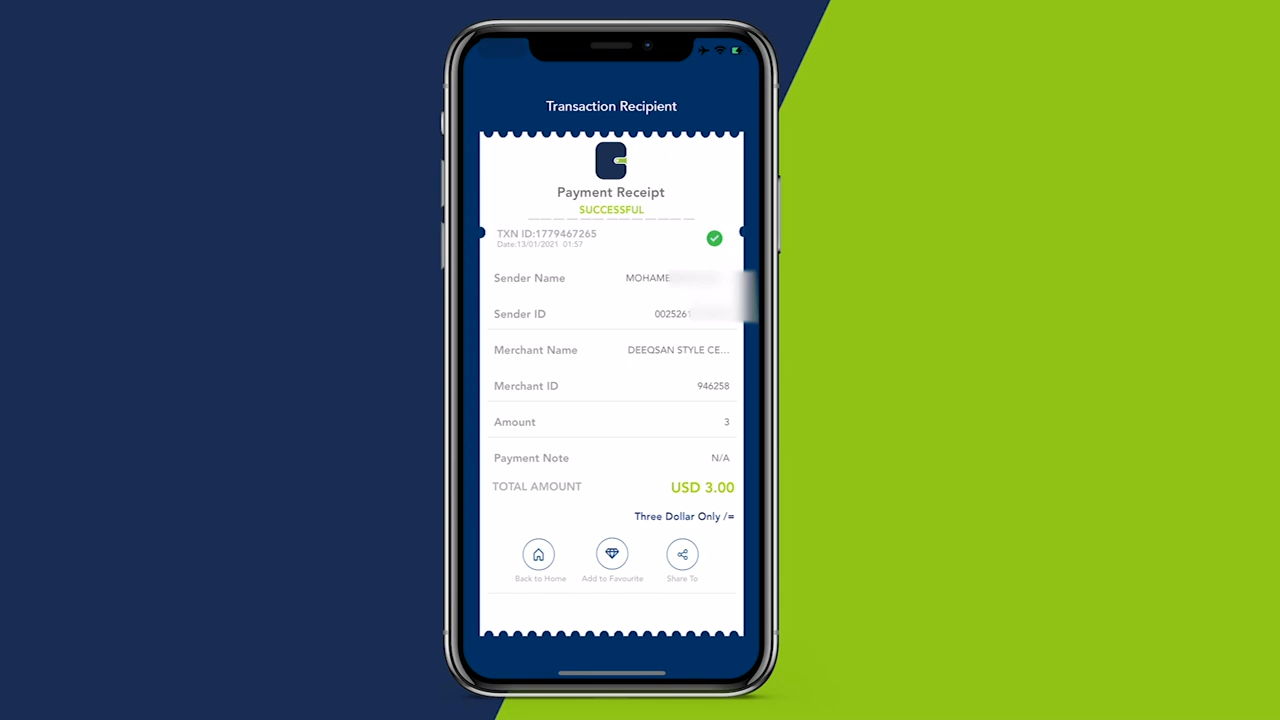 Transaction Recipient
Payment Receipt
SUCCESSFUL
TXN ID:1779467265
Date:13/01/2021 01:57
Sender Name MOHAME
Sender ID 002526
Merchant Name DEEQSAN STYLE CE...
Merchant ID 946258
Amount 3
Payment Note N/A
TOTAL AMOUNT USD 3.00
Three Dollar Only /=
Back to Home Add to Favourite Share To